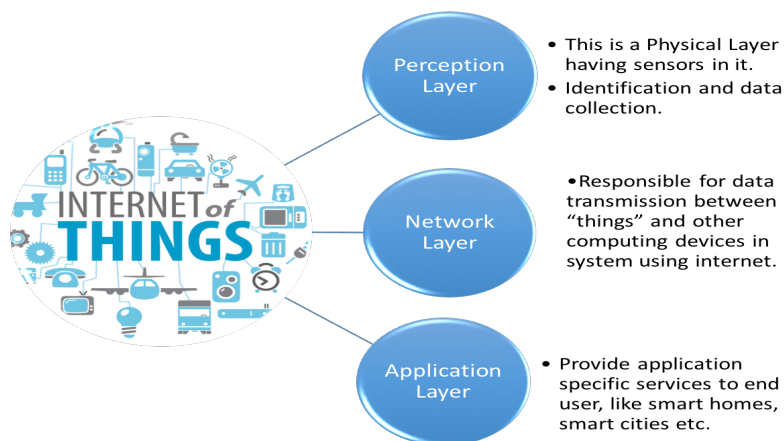 INTERNET of
THINGS
Perception
Layer
• This is a Physical Layer
having sensors in it.
• Identification and data
collection.
Network
Layer
•Responsible for data
transmission between
“things” and other
computing devices in
system using internet.
Application
Layer
• Provide application
specific services to end
user, like smart homes,
smart cities etc.